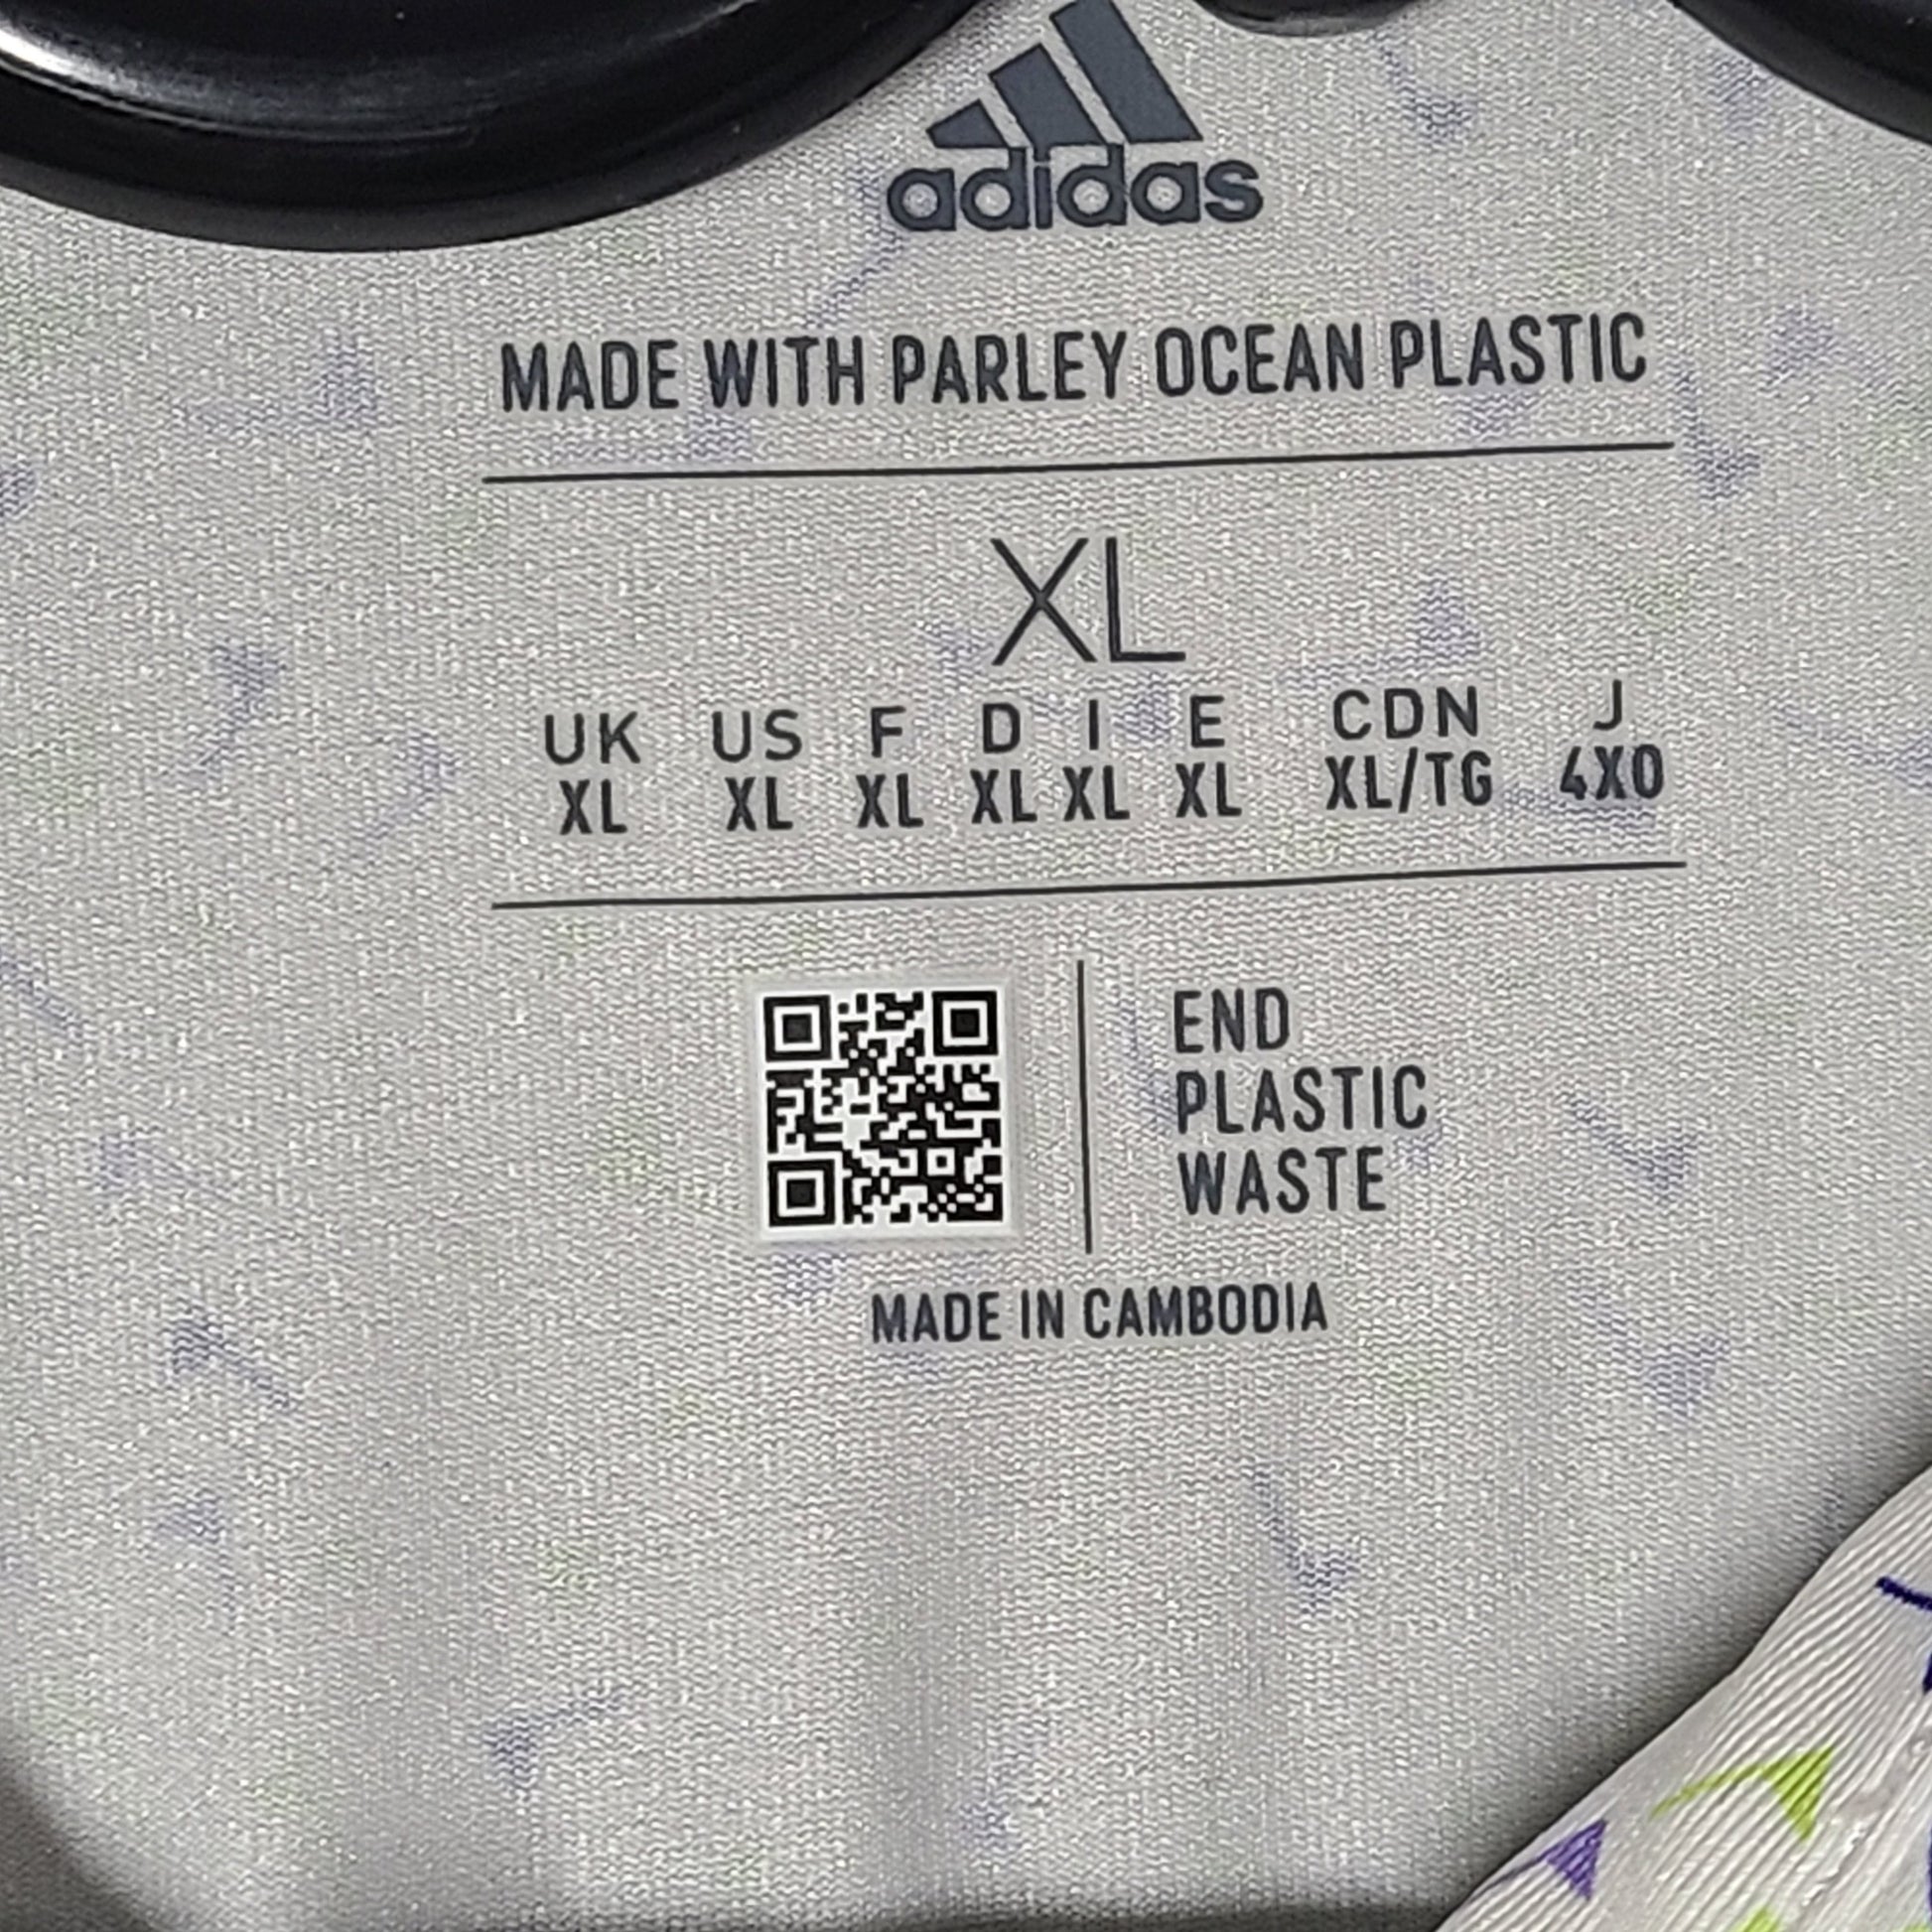 adidas
MADE WITH PARLEY OCEAN PLASTIC
XL
UK US F D I E CDN J
XL XL XL XL XL XL XL/TG 4XO
END
PLASTIC
WASTE
MADE IN CAMBODIA